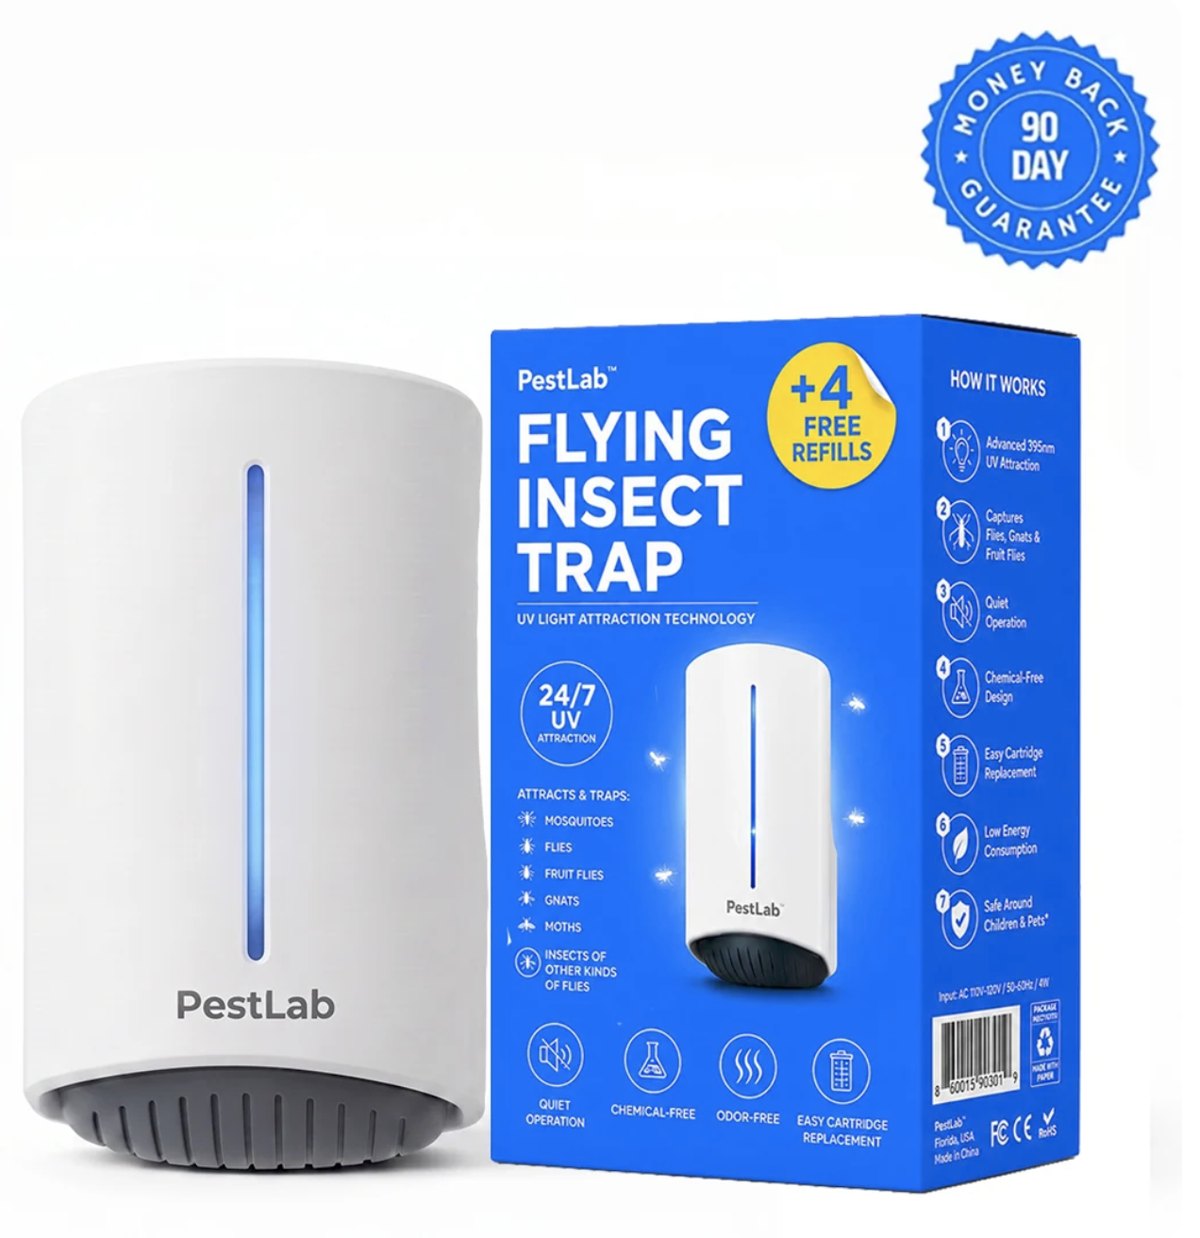 MONEY BACK
90
DAY
GUARANTEE
PestLab™
FLYING
INSECT
TRAP
UV LIGHT ATTRACTION TECHNOLOGY
+4
FREE
REFILLS
24/7
UV
ATTRACTION
ATTRACTS & TRAPS:
MOSQUITOES
FLIES
FRUIT FLIES
GNATS
MOTHS
INSECTS OF
OTHER KINDS
OF FLIES
PestLab
QUIET
OPERATION
CHEMICAL-FREE
ODOR-FREE
EASY CARTRIDGE
REPLACEMENT
HOW IT WORKS
1
Advanced 395nm
UV Attraction
2
Captures
Flies, Gnats &
Fruit Flies
3
Quiet
Operation
4
Chemical-Free
Design
5
Easy Cartridge
Replacement
6
Low Energy
Consumption
7
Safe Around
Children & Pets*
Input: AC 110V-120V / 50-60Hz / 4W
8 60015 90301 9
PACKAGE
MADE WITH
PAPER
PestLab™
Florida, USA
Made in China
FC CE RoHS
PestLab